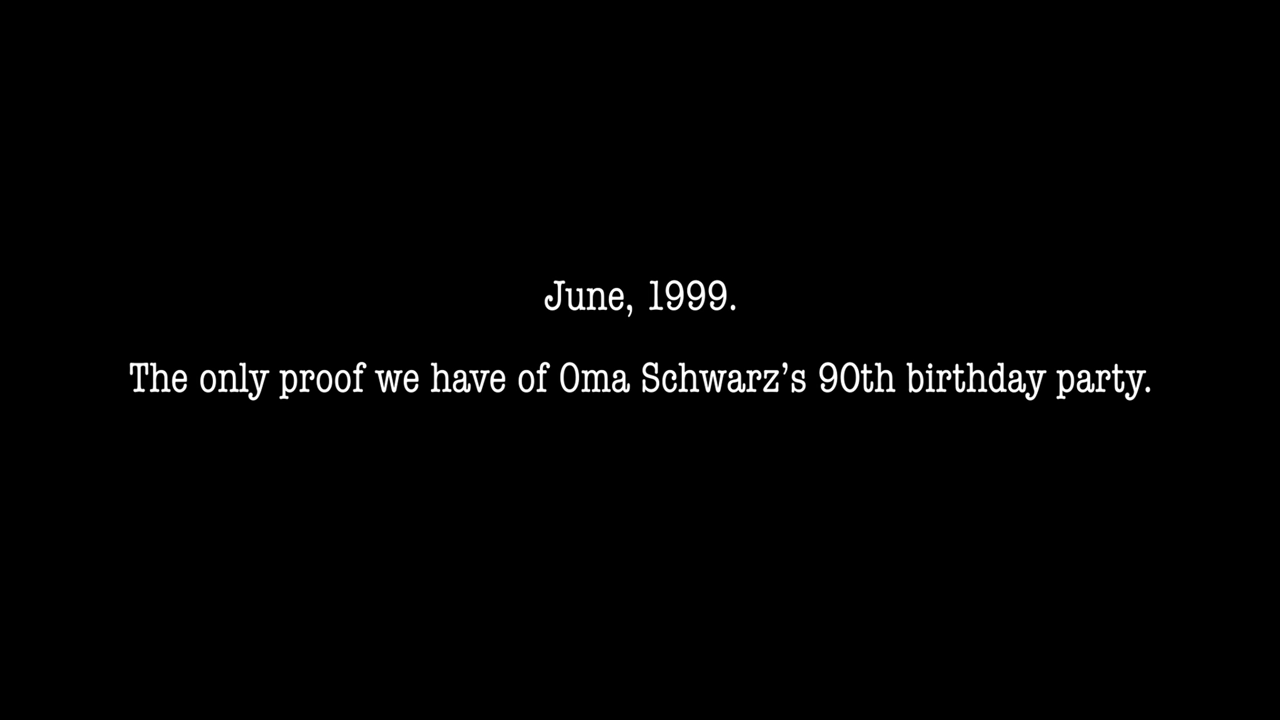 June, 1999.
The only proof we have of Oma Schwarz’s 90th birthday party.